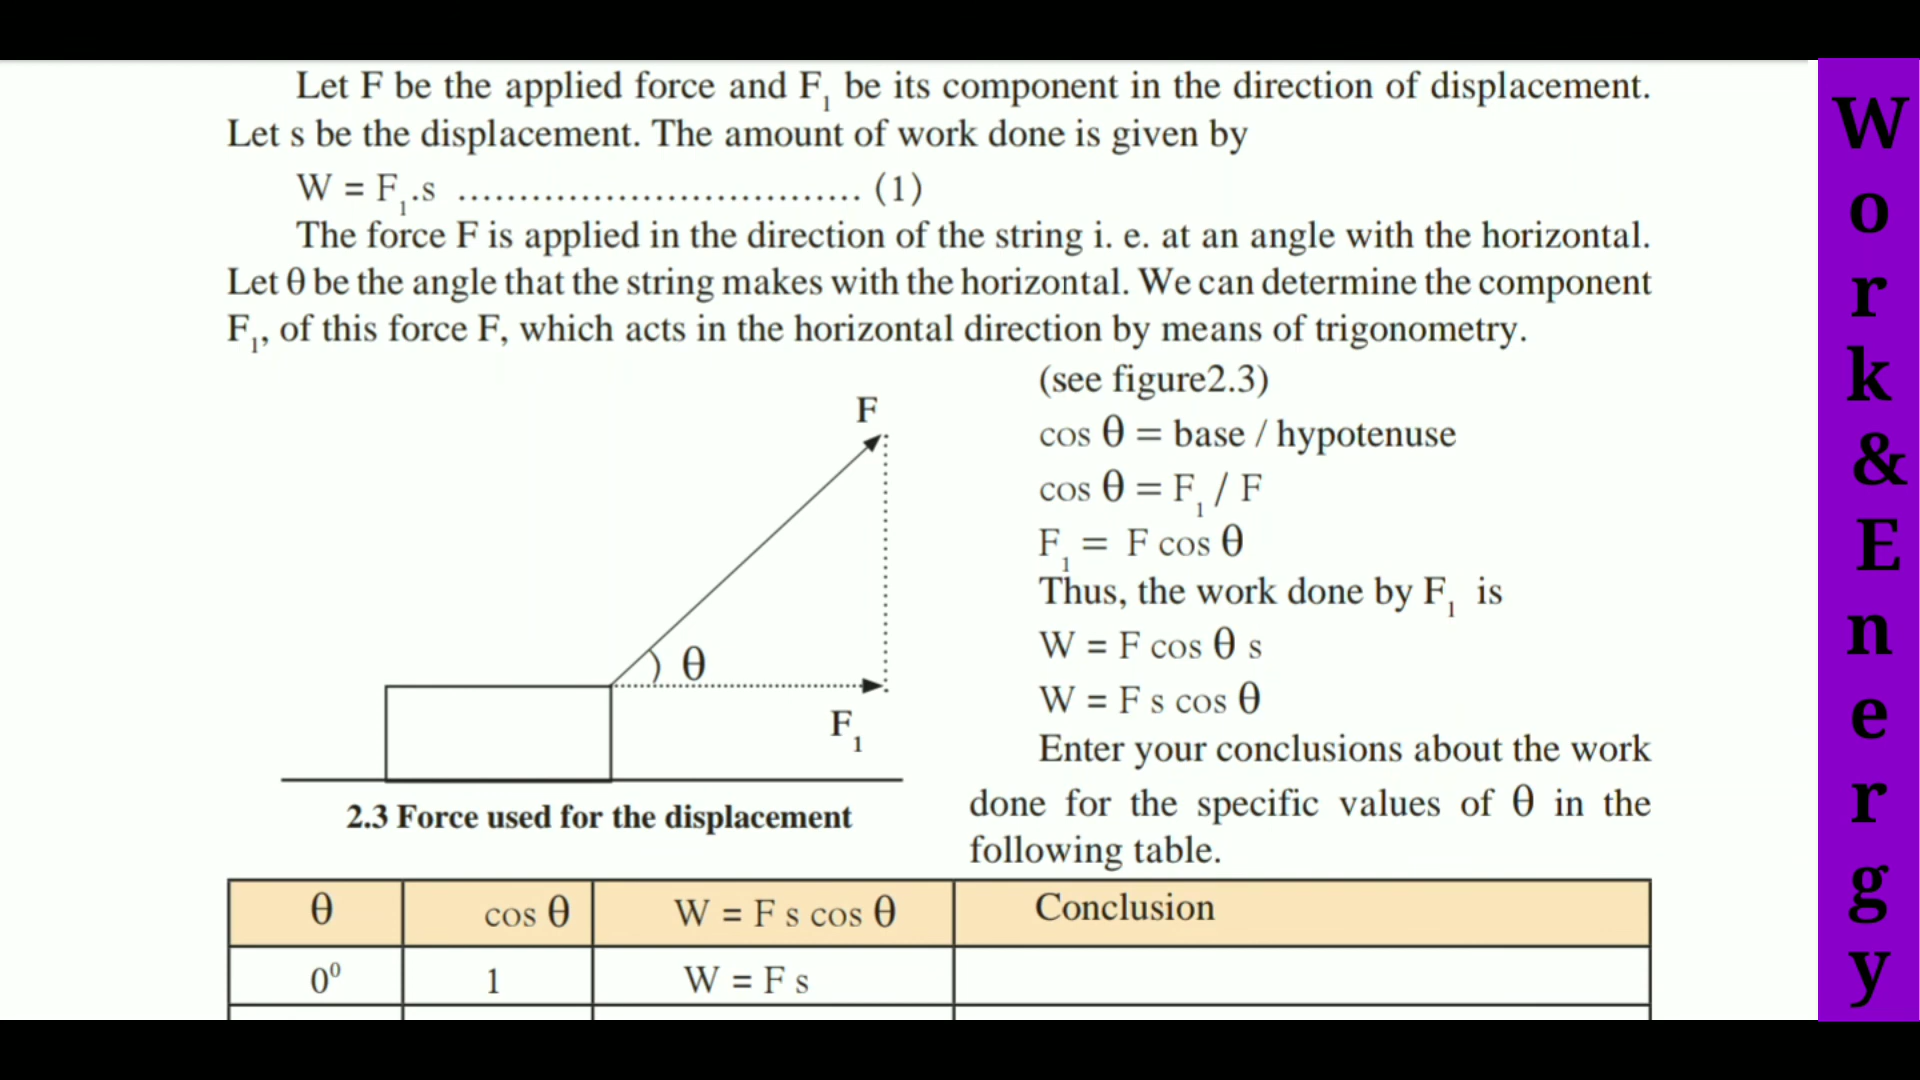 Let F be the applied force and F₁ be its component in the direction of displacement.
Let s be the displacement. The amount of work done is given by
W = F₁.s ................................. (1)
The force F is applied in the direction of the string i. e. at an angle with the horizontal.
Let θ be the angle that the string makes with the horizontal. We can determine the component
F₁, of this force F, which acts in the horizontal direction by means of trigonometry.
(see figure2.3)
cos θ = base / hypotenuse
cos θ = F₁ / F
F₁ = F cos θ
Thus, the work done by F₁ is
W = F cos θ s
W = F s cos θ
Enter your conclusions about the work
done for the specific values of θ in the
following table.
F
θ
F₁
2.3 Force used for the displacement
θ cos θ W = F s cos θ Conclusion
0⁰ 1 W = F s
W
o
r
k
&
E
n
e
r
g
y